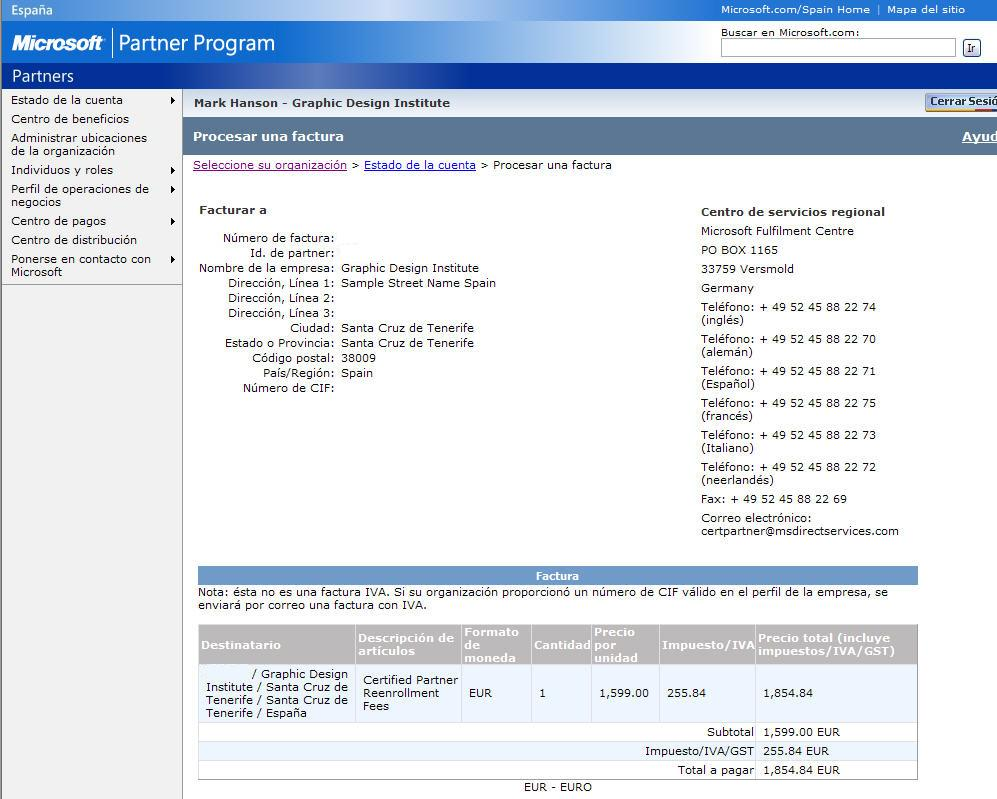 España
Microsoft.com/Spain Home | Mapa del sitio
Microsoft Partner Program
Buscar en Microsoft.com:
Ir
Partners
Estado de la cuenta
Centro de beneficios
Administrar ubicaciones
de la organización
Individuos y roles
Perfil de operaciones de
negocios
Centro de pagos
Centro de distribución
Ponerse en contacto con
Microsoft
Mark Hanson - Graphic Design Institute
Cerrar Sesió
Procesar una factura
Ayud
Seleccione su organización > Estado de la cuenta > Procesar una factura
Facturar a
Número de factura:
Id. de partner:
Nombre de la empresa: Graphic Design Institute
Dirección, Línea 1: Sample Street Name Spain
Dirección, Línea 2:
Dirección, Línea 3:
Ciudad: Santa Cruz de Tenerife
Estado o Provincia: Santa Cruz de Tenerife
Código postal: 38009
País/Región: Spain
Número de CIF:
Centro de servicios regional
Microsoft Fulfilment Centre
PO BOX 1165
33759 Versmold
Germany
Teléfono: + 49 52 45 88 22 74
(inglés)
Teléfono: + 49 52 45 88 22 70
(alemán)
Teléfono: + 49 52 45 88 22 71
(Español)
Teléfono: + 49 52 45 88 22 75
(francés)
Teléfono: + 49 52 45 88 22 73
(Italiano)
Teléfono: + 49 52 45 88 22 72
(neerlandés)
Fax: + 49 52 45 88 22 69
Correo electrónico:
certpartner@msdirectservices.com
Factura
Nota: ésta no es una factura IVA. Si su organización proporcionó un número de CIF válido en el perfil de la empresa, se
enviará por correo una factura con IVA.
Destinatario
Descripción de
artículos
Formato
de
moneda
Cantidad
Precio
por
unidad
Impuesto/IVA
Precio total (incluye
impuestos/IVA/GST)
/ Graphic Design
Institute / Santa Cruz de
Tenerife / Santa Cruz de
Tenerife / España
Certified Partner
Reenrollment
Fees
EUR
1
1,599.00
255.84
1,854.84
Subtotal 1,599.00 EUR
Impuesto/IVA/GST 255.84 EUR
Total a pagar 1,854.84 EUR
EUR - EURO